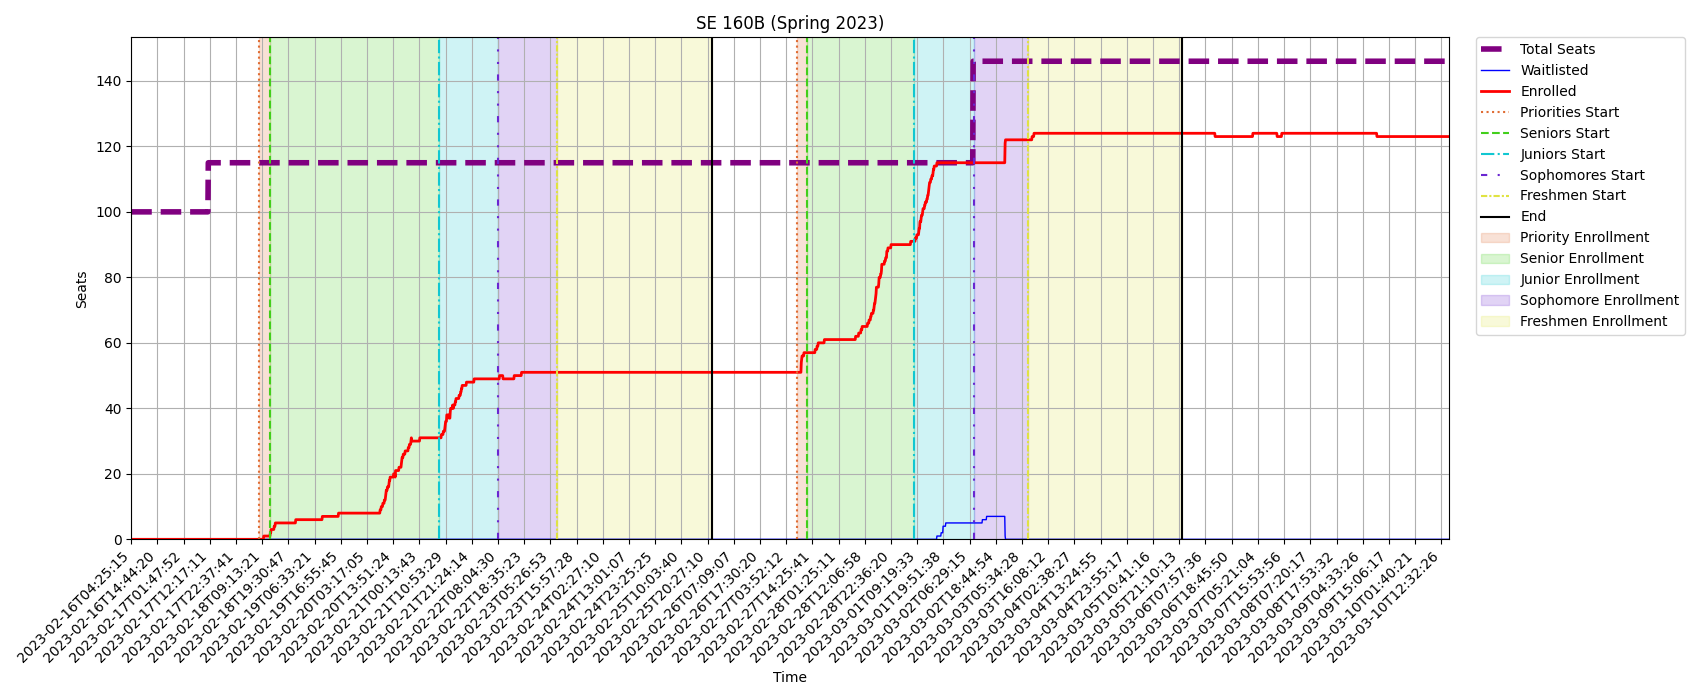 SE 160B (Spring 2023)
Seats
140
120
100
80
60
40
20
0
2023-02-16T04:25:15
2023-02-16T14:44:20
2023-02-17T01:47:52
2023-02-17T12:17:11
2023-02-17T22:37:41
2023-02-18T09:13:21
2023-02-18T19:30:47
2023-02-19T06:33:21
2023-02-19T16:55:45
2023-02-20T03:17:05
2023-02-20T13:51:24
2023-02-21T00:13:43
2023-02-21T10:53:29
2023-02-21T21:24:14
2023-02-22T08:04:30
2023-02-22T18:35:23
2023-02-23T05:26:53
2023-02-23T15:57:28
2023-02-24T02:27:10
2023-02-24T13:01:07
2023-02-24T23:25:25
2023-02-25T10:03:40
2023-02-25T20:27:10
2023-02-26T07:09:07
2023-02-26T17:30:20
2023-02-27T03:52:12
2023-02-27T14:25:41
2023-02-28T01:25:11
2023-02-28T12:06:58
2023-02-28T22:36:20
2023-03-01T09:19:33
2023-03-01T19:51:38
2023-03-02T06:29:15
2023-03-02T18:44:54
2023-03-03T05:34:28
2023-03-03T16:08:12
2023-03-04T02:38:27
2023-03-04T13:24:55
2023-03-04T23:55:17
2023-03-05T10:41:16
2023-03-05T21:10:13
2023-03-06T07:57:36
2023-03-06T18:45:50
2023-03-07T05:21:04
2023-03-07T15:53:56
2023-03-08T07:20:17
2023-03-08T17:53:32
2023-03-09T04:33:26
2023-03-09T15:06:17
2023-03-10T01:40:21
2023-03-10T12:32:26
Time
Total Seats
Waitlisted
Enrolled
Priorities Start
Seniors Start
Juniors Start
Sophomores Start
Freshmen Start
End
Priority Enrollment
Senior Enrollment
Junior Enrollment
Sophomore Enrollment
Freshmen Enrollment